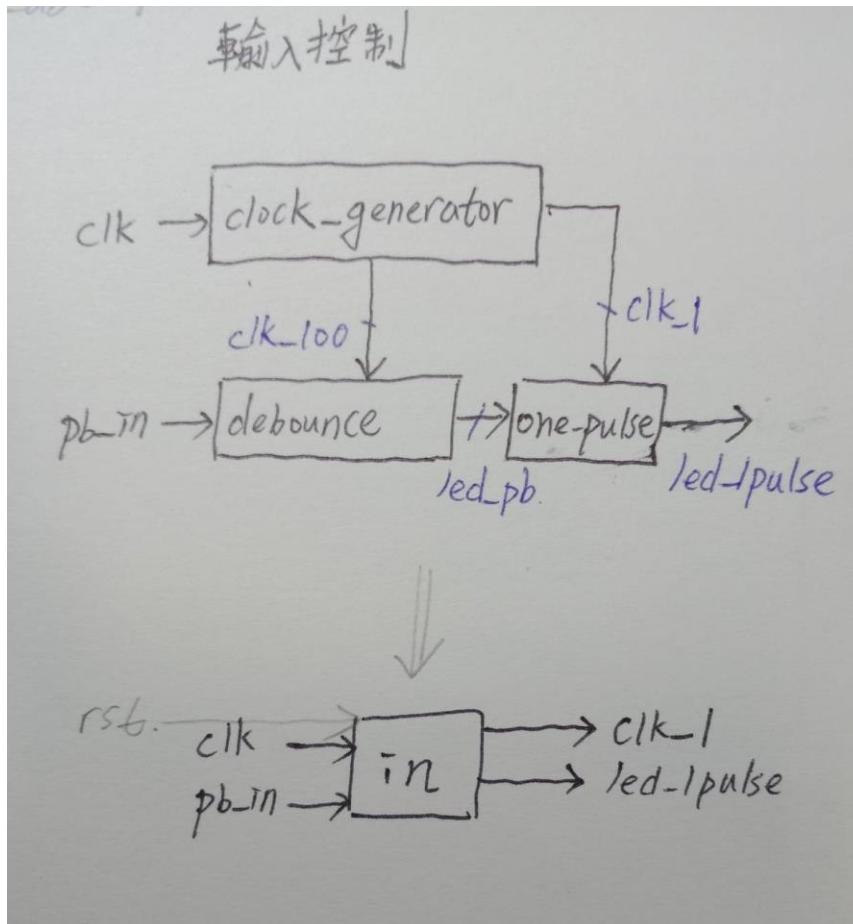 輸入控制
clk
clock_generator
clk_100
clk_1
pb_in
debounce
one-pulse
led_pb.
led_1pulse
rst.
clk
pb_in
in
clk_1
led_1pulse